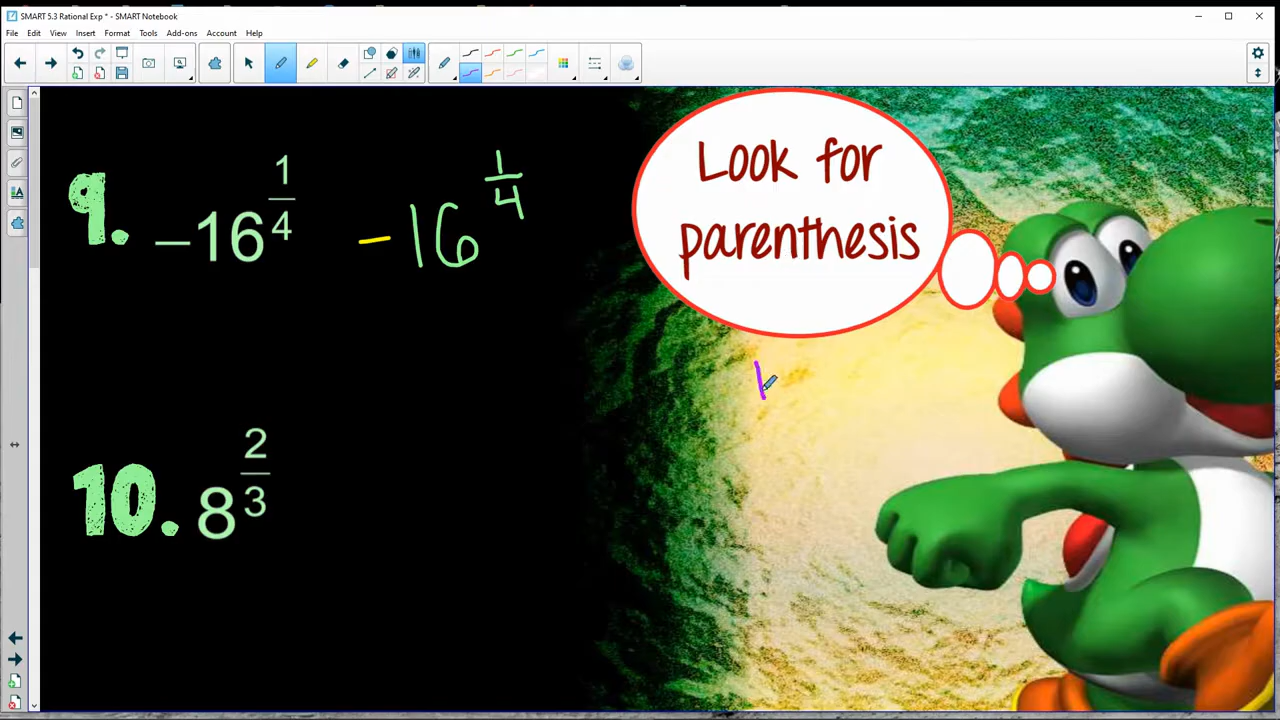 SMART 5.3 Rational Exp * - SMART Notebook
File Edit View Insert Format Tools Add-ons Account Help
9. –16^(1/4) –16^(1/4)
Look for
parenthesis
10. 8^(2/3)